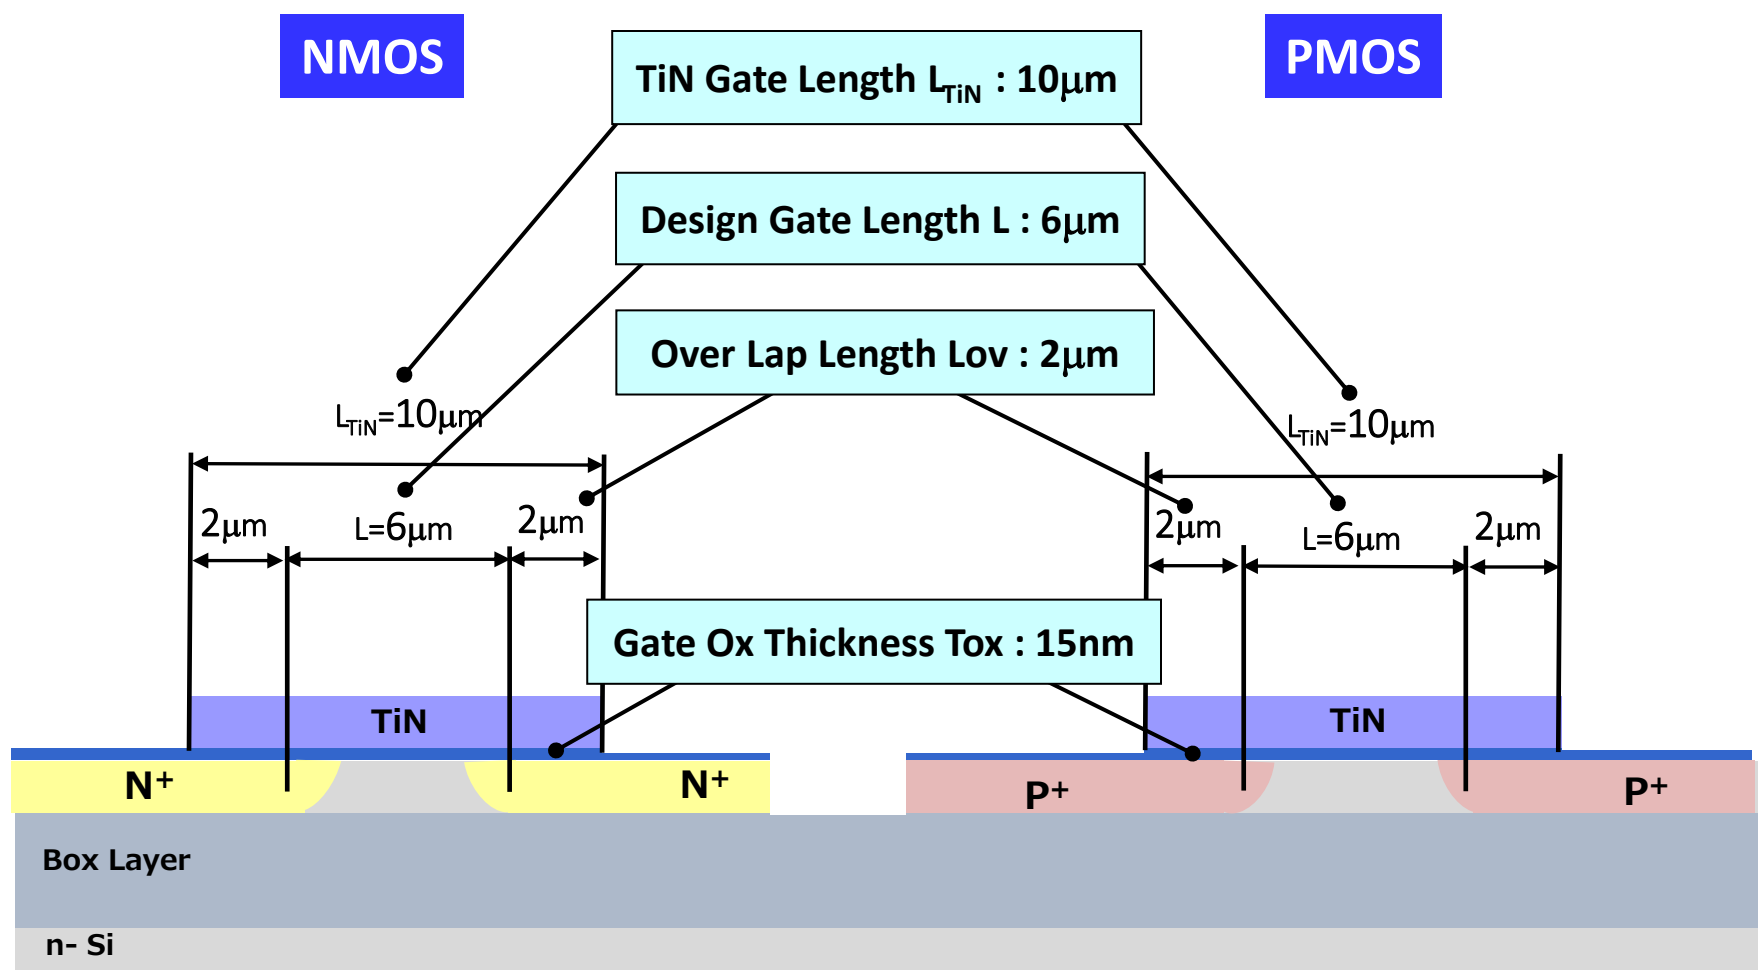 NMOS
TiN Gate Length LTiN : 10μm
PMOS
Design Gate Length L : 6μm
Over Lap Length Lov : 2μm
LTiN=10μm
LTiN=10μm
2μm
L=6μm
2μm
2μm
L=6μm
2μm
Gate Ox Thickness Tox : 15nm
TiN
TiN
N+
N+
P+
P+
Box Layer
n- Si